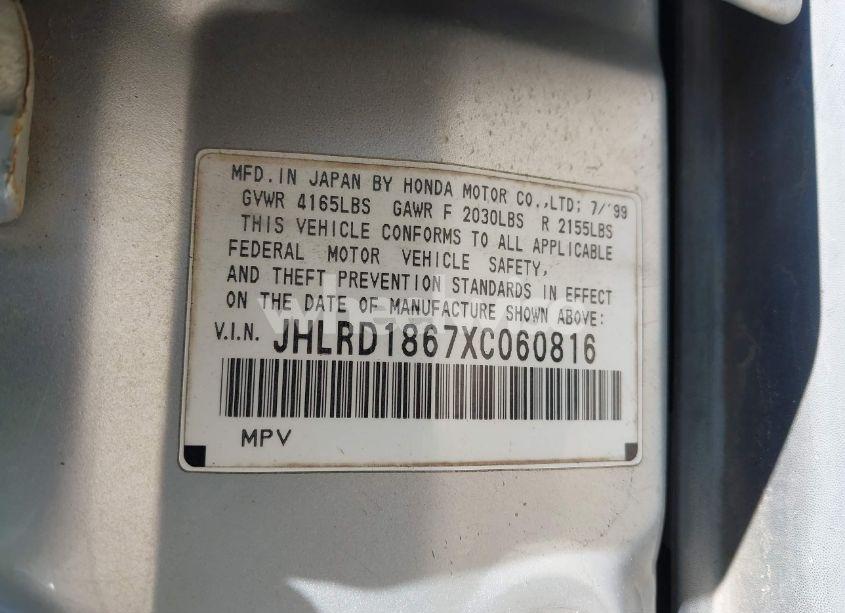 MFD. IN JAPAN BY HONDA MOTOR CO.,LTD; 7/'99
GVWR 4165LBS GAWR F 2030LBS R 2155LBS
THIS VEHICLE CONFORMS TO ALL APPLICABLE
FEDERAL MOTOR VEHICLE SAFETY,
AND THEFT PREVENTION STANDARDS IN EFFECT
ON THE DATE OF MANUFACTURE SHOWN ABOVE:
V.I.N. JHLRD1867XC060816
MPV